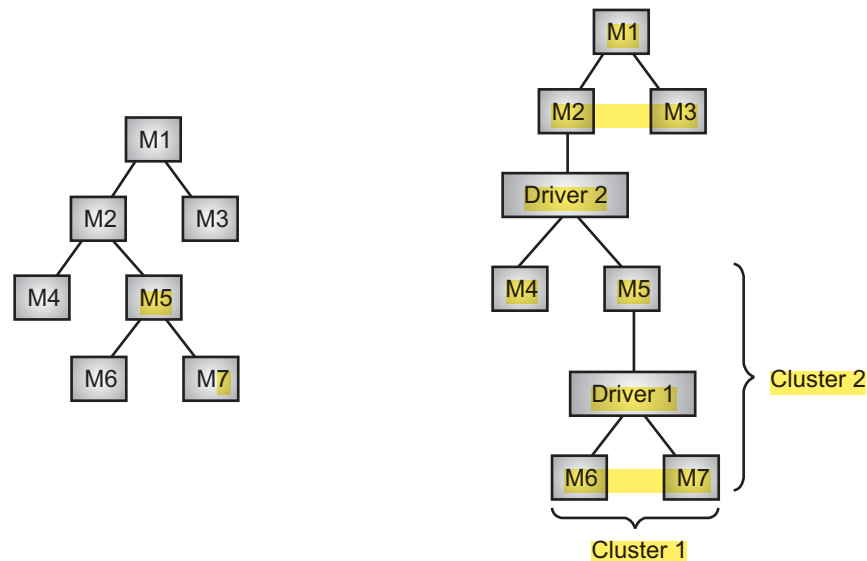 M1
M2 M3
M4 M5
M6 M7
M1
M2 M3
Driver 2
M4 M5
Driver 1
Cluster 2
M6 M7
Cluster 1